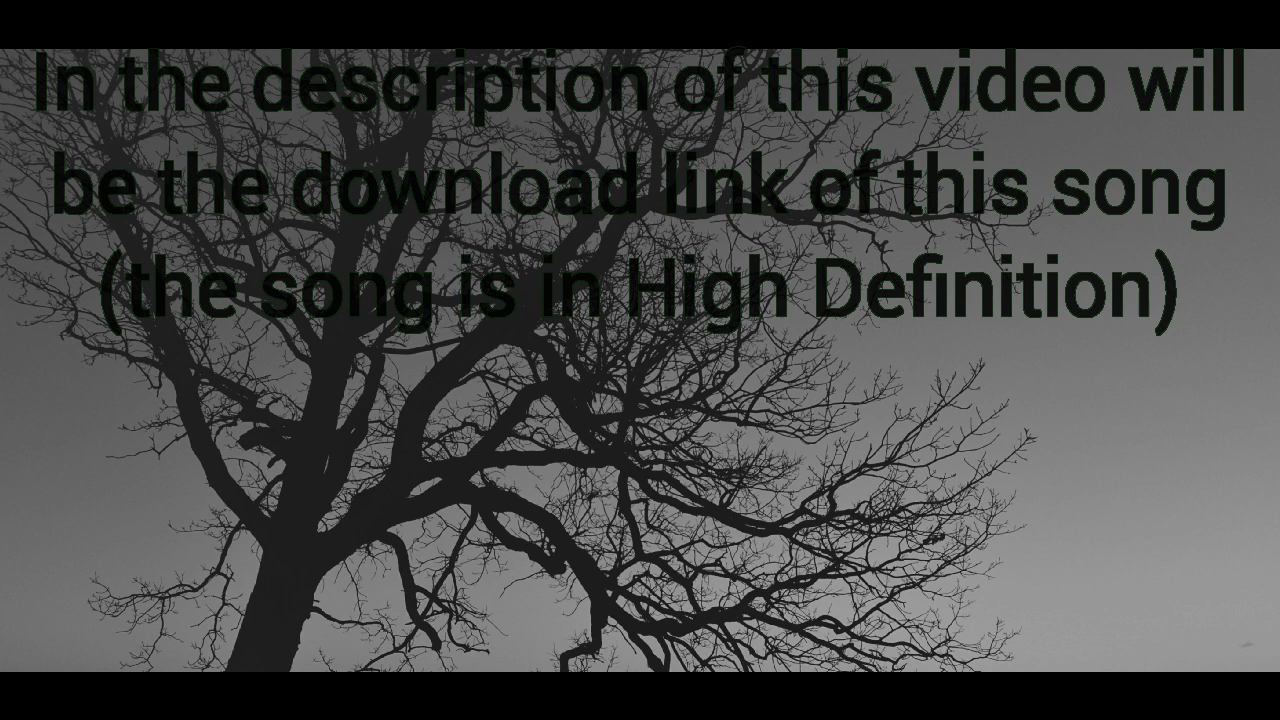 In the description of this video will
be the download link of this song
(the song is in High Definition)